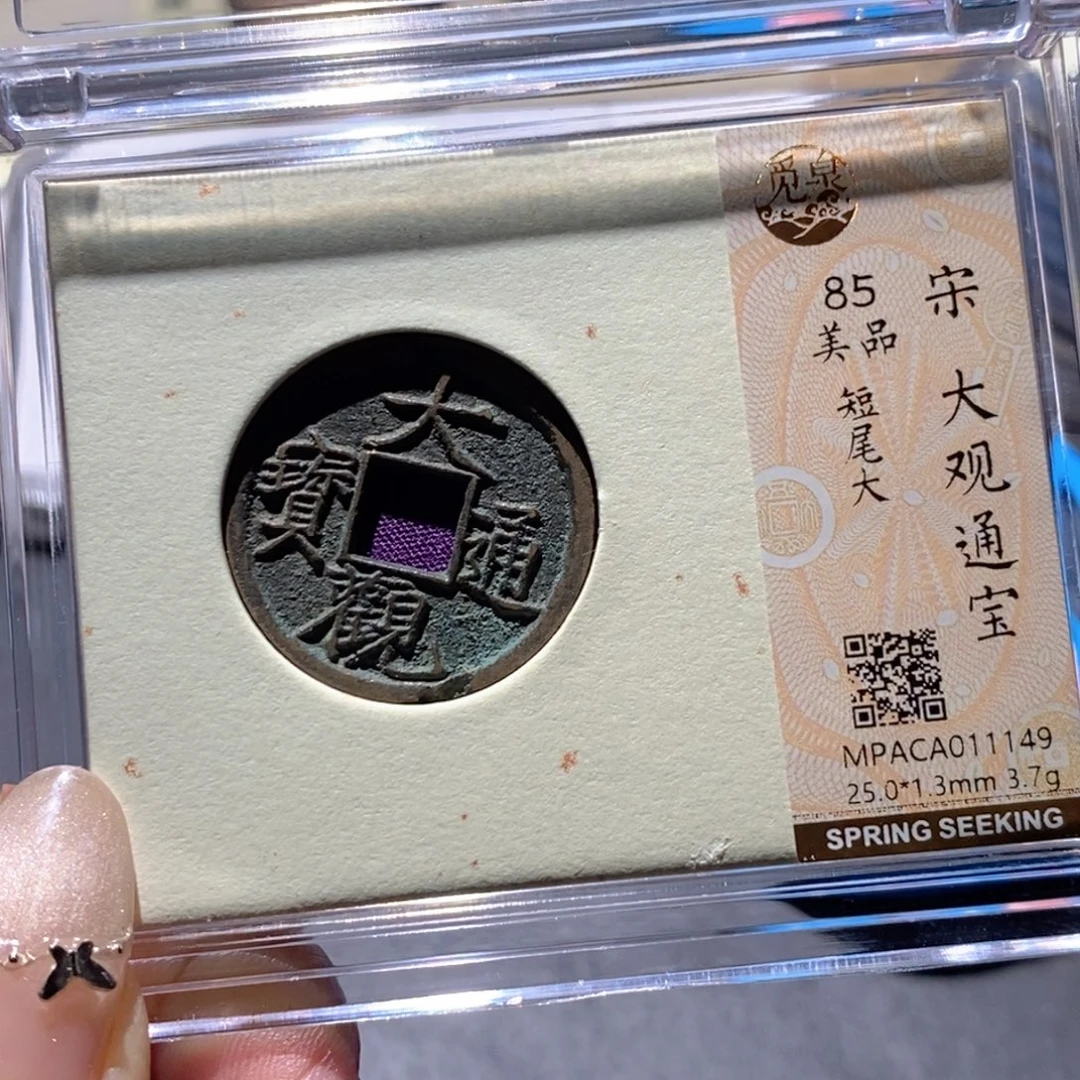 大
觀
通
寶
觅泉
宋 大观通宝
85
美品
短尾大
MPACA011149
25.0*1.3mm 3.7g
SPRING SEEKING